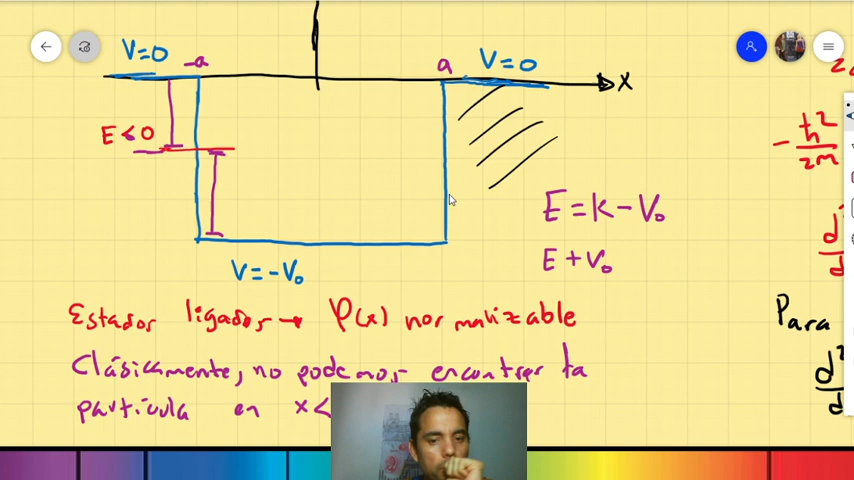 V=0
-a
a
V=0
x
E<0
E=K-V₀
E+V₀
V=-V₀
Estados ligados → φ(x) normalizable
Clásicamente, no podemos encontrar la
partícula en x<
Para
-ħ²
2m
d²
d